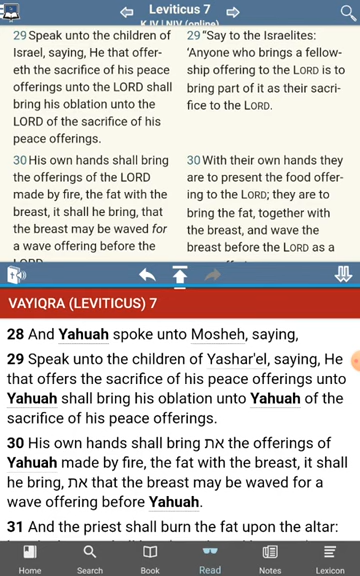 Leviticus 7
KJV | NIV (online)
29 Speak unto the children of
Israel, saying, He that offer-
eth the sacrifice of his peace
offerings unto the LORD shall
bring his oblation unto the
LORD of the sacrifice of his
peace offerings.
30 His own hands shall bring
the offerings of the LORD
made by fire, the fat with the
breast, it shall he bring, that
the breast may be waved for
a wave offering before the
LORD.
29 “Say to the Israelites:
‘Anyone who brings a fellow-
ship offering to the LORD is to
bring part of it as their sacri-
fice to the LORD.
30 With their own hands they
are to present the food offer-
ing to the LORD; they are to
bring the fat, together with
the breast, and wave the
breast before the LORD as a
VAYIQRA (LEVITICUS) 7
28 And Yahuah spoke unto Mosheh, saying,
29 Speak unto the children of Yashar'el, saying, He
that offers the sacrifice of his peace offerings unto
Yahuah shall bring his oblation unto Yahuah of the
sacrifice of his peace offerings.
30 His own hands shall bring את the offerings of
Yahuah made by fire, the fat with the breast, it shall
he bring, את that the breast may be waved for a
wave offering before Yahuah.
31 And the priest shall burn the fat upon the altar:
Home
Search
Book
Read
Notes
Lexicon